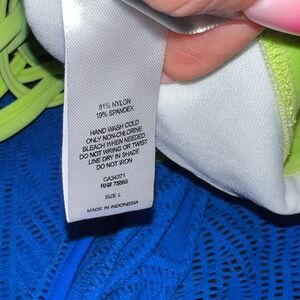 81% NYLON
19% SPANDEX
HAND WASH COLD
ONLY NON-CHLORINE
BLEACH WHEN NEEDED
DO NOT WRING OR TWIST
LINE DRY IN SHADE
DO NOT IRON
CA34371
RN# 75869
SIZE L
MADE IN INDONESIA